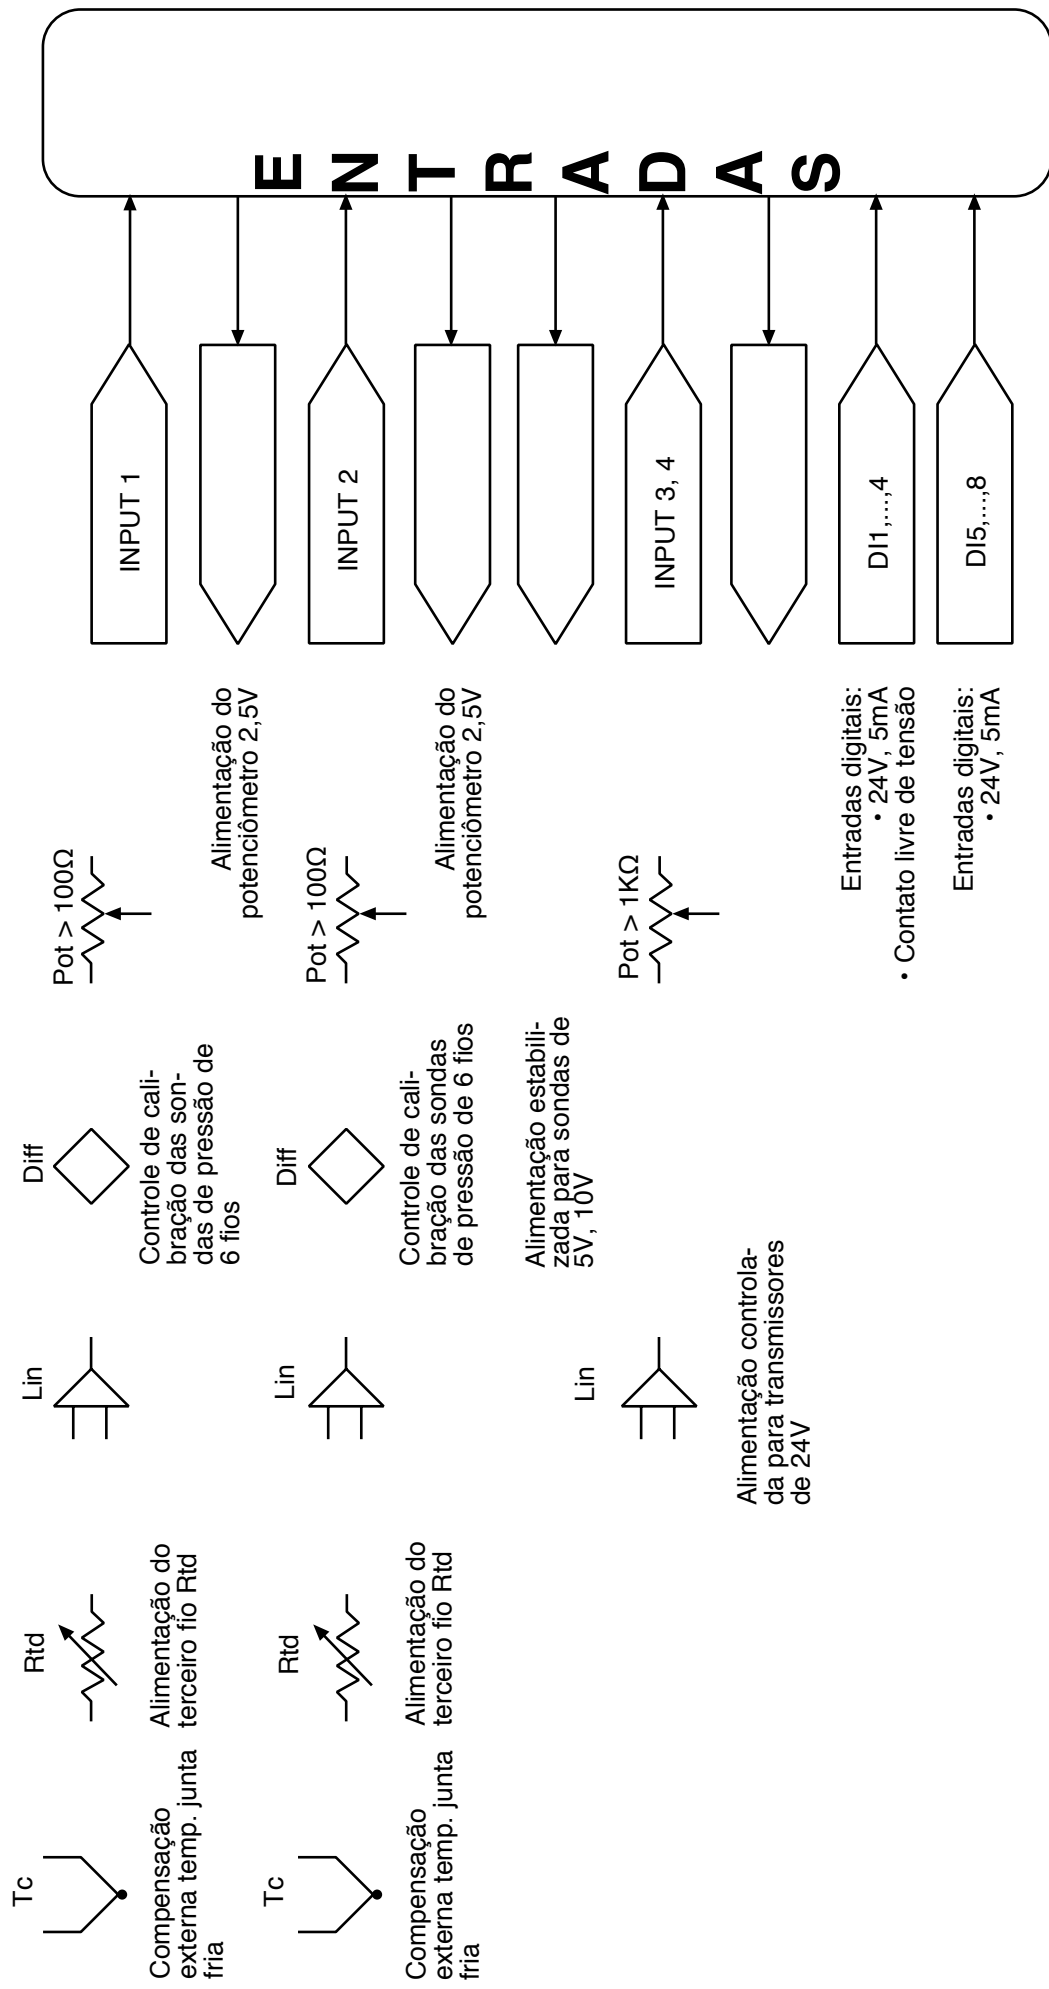 Tc
Rtd
Lin
Diff
Pot > 100Ω
INPUT 1
Compensação
externa temp. junta
fria
Alimentação do
terceiro fio Rtd
Controle de cali-
bração das son-
das de pressão de
6 fios
Alimentação do
potenciômetro 2,5V
Tc
Rtd
Lin
Diff
Pot > 100Ω
INPUT 2
Compensação
externa temp. junta
fria
Alimentação do
terceiro fio Rtd
Controle de cali-
bração das sondas
de pressão de 6 fios
Alimentação do
potenciômetro 2,5V
Alimentação estabili-
zada para sondas de
5V, 10V
Lin
Pot > 1KΩ
INPUT 3, 4
Alimentação controla-
da para transmissores
de 24V
Entradas digitais:
• 24V, 5mA
• Contato livre de tensão
DI1,...,4
Entradas digitais:
• 24V, 5mA
DI5,...,8
E
N
T
R
A
D
A
S